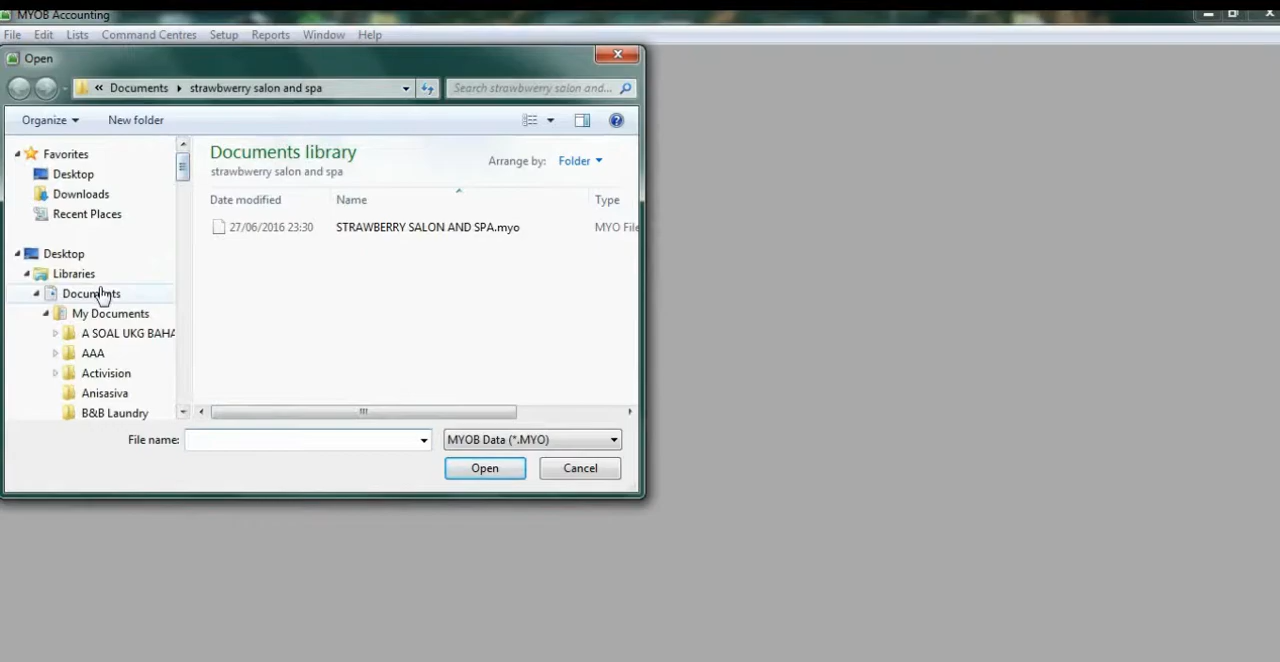 MYOB Accounting
File Edit Lists Command Centres Setup Reports Window Help
Open
« Documents strawbwerry salon and spa Search strawbwerry salon and...
Organize New folder
Favorites
Desktop
Downloads
Recent Places
Desktop
Libraries
Documents
My Documents
A SOAL UKG BAHA
AAA
Activision
Anisasiva
B&B Laundry
Documents library
strawbwerry salon and spa
Arrange by: Folder
Date modified Name Type
27/06/2016 23:30 STRAWBERRY SALON AND SPA.myo MYO File
File name: MYOB Data (*.MYO)
Open Cancel